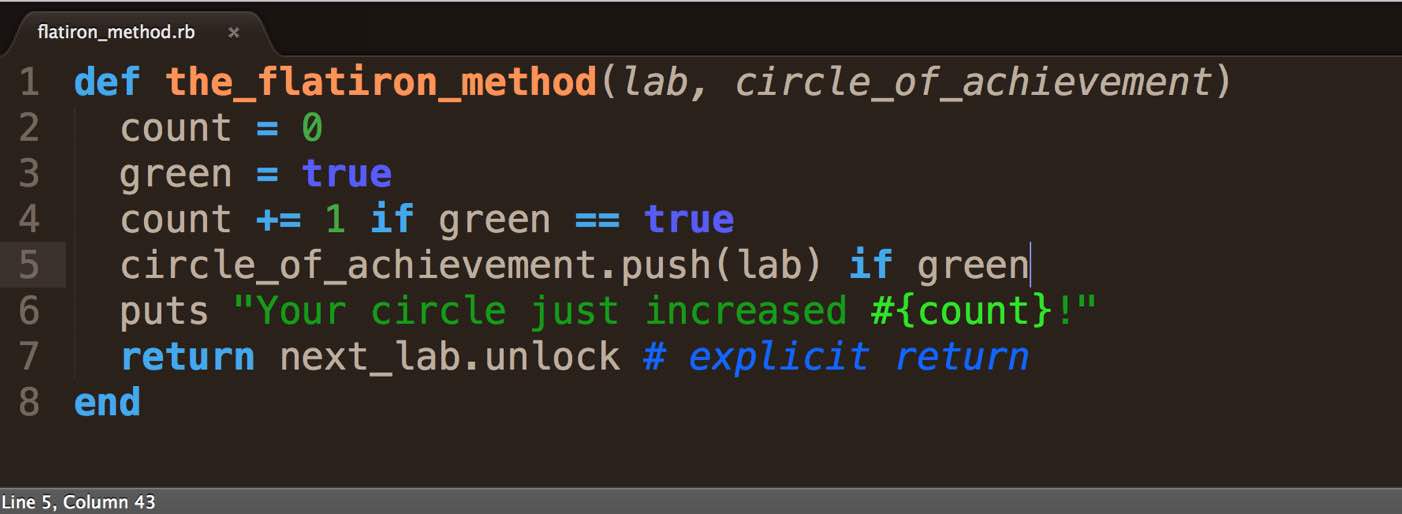 flatiron_method.rb ×
1 def the_flatiron_method(lab, circle_of_achievement)
2   count = 0
3   green = true
4   count += 1 if green == true
5   circle_of_achievement.push(lab) if green
6   puts "Your circle just increased #{count}!"
7   return next_lab.unlock # explicit return
8 end
Line 5, Column 43